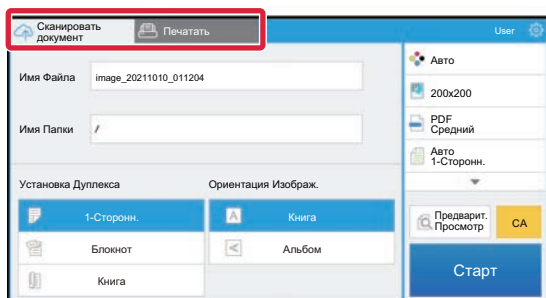 Сканировать
документ
Печатать
User
Имя Файла
image_20211010_011204
Имя Папки
/
Авто
200x200
PDF
Средний
Авто
1-Сторонн.
Установка Дуплекса
Ориентация Изображ.
1-Сторонн.
A
Книга
Блокнот
Альбом
Книга
Предварит.
Просмотр
CA
Старт